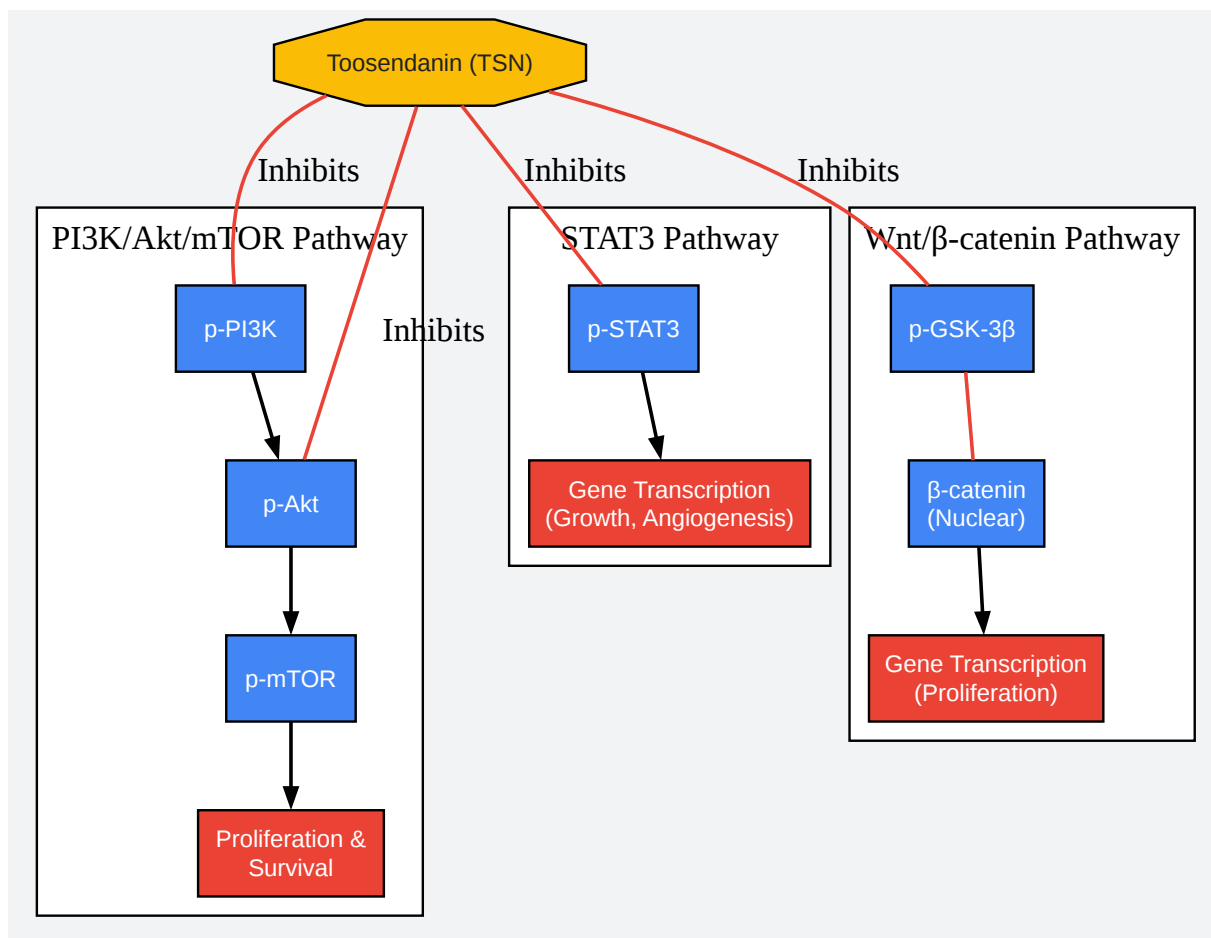 Toosendanin (TSN)
Inhibits
Inhibits
Inhibits
PI3K/Akt/mTOR Pathway
STAT3 Pathway
Wnt/β-catenin Pathway
p-PI3K
Inhibits
p-STAT3
p-GSK-3β
p-Akt
Gene Transcription
(Growth, Angiogenesis)
β-catenin
(Nuclear)
p-mTOR
Gene Transcription
(Proliferation)
Proliferation &
Survival